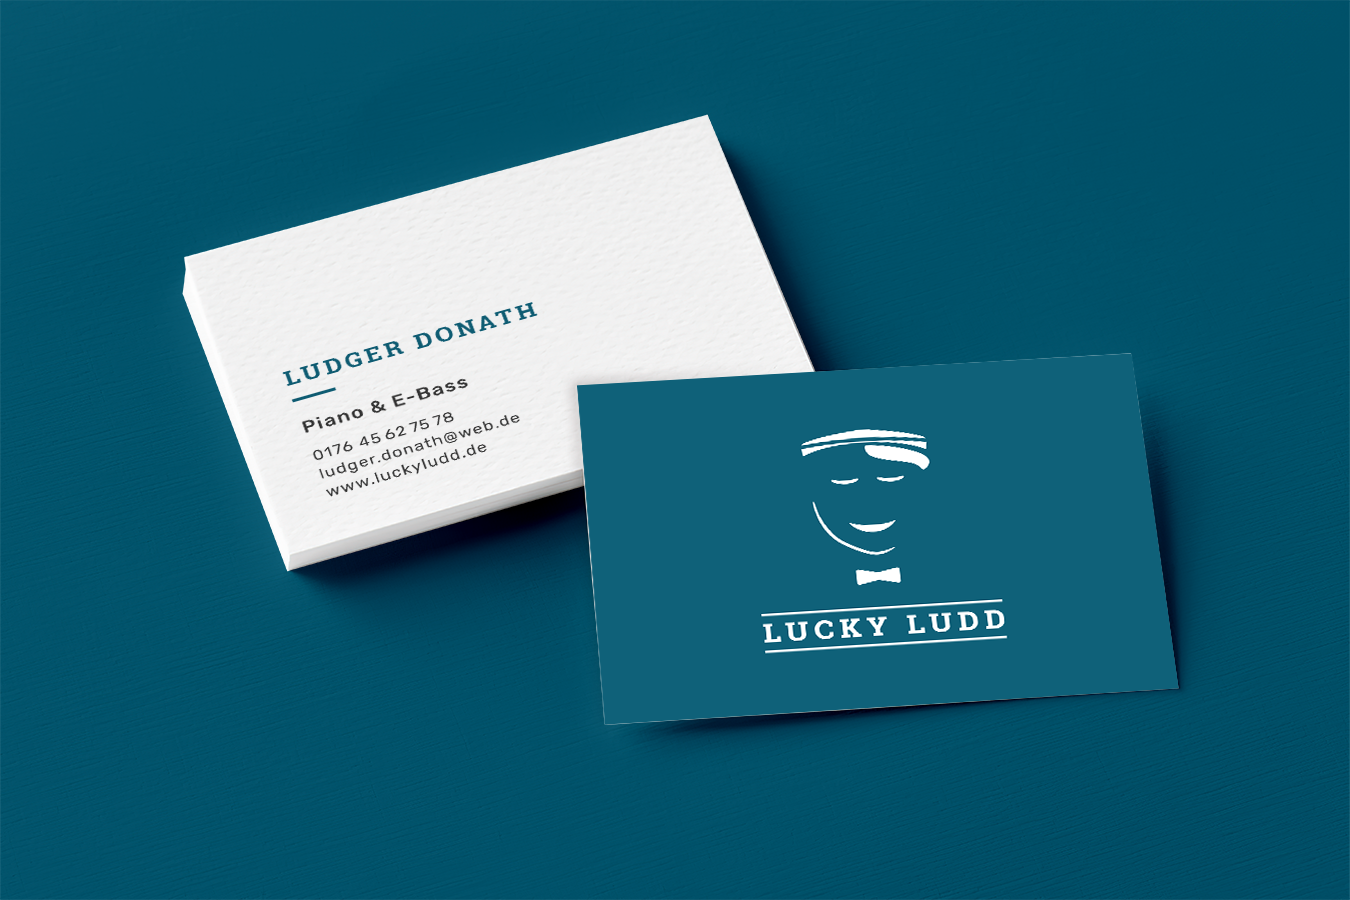 LUDGER DONATH
Piano & E-Bass
0176 45 62 75 78
ludger.donath@web.de
www.luckyludd.de
LUCKY LUDD